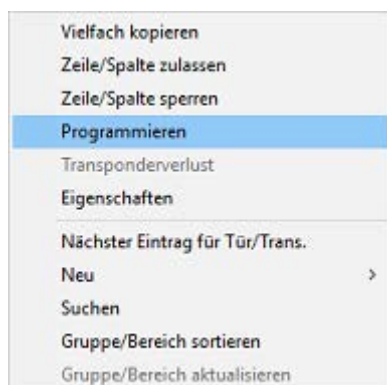 Vielfach kopieren
Zeile/Spalte zulassen
Zeile/Spalte sperren
Programmieren
Transponderverlust
Eigenschaften
Nächster Eintrag für Tür/Trans.
Neu
Suchen
Gruppe/Bereich sortieren
Gruppe/Bereich aktualisieren